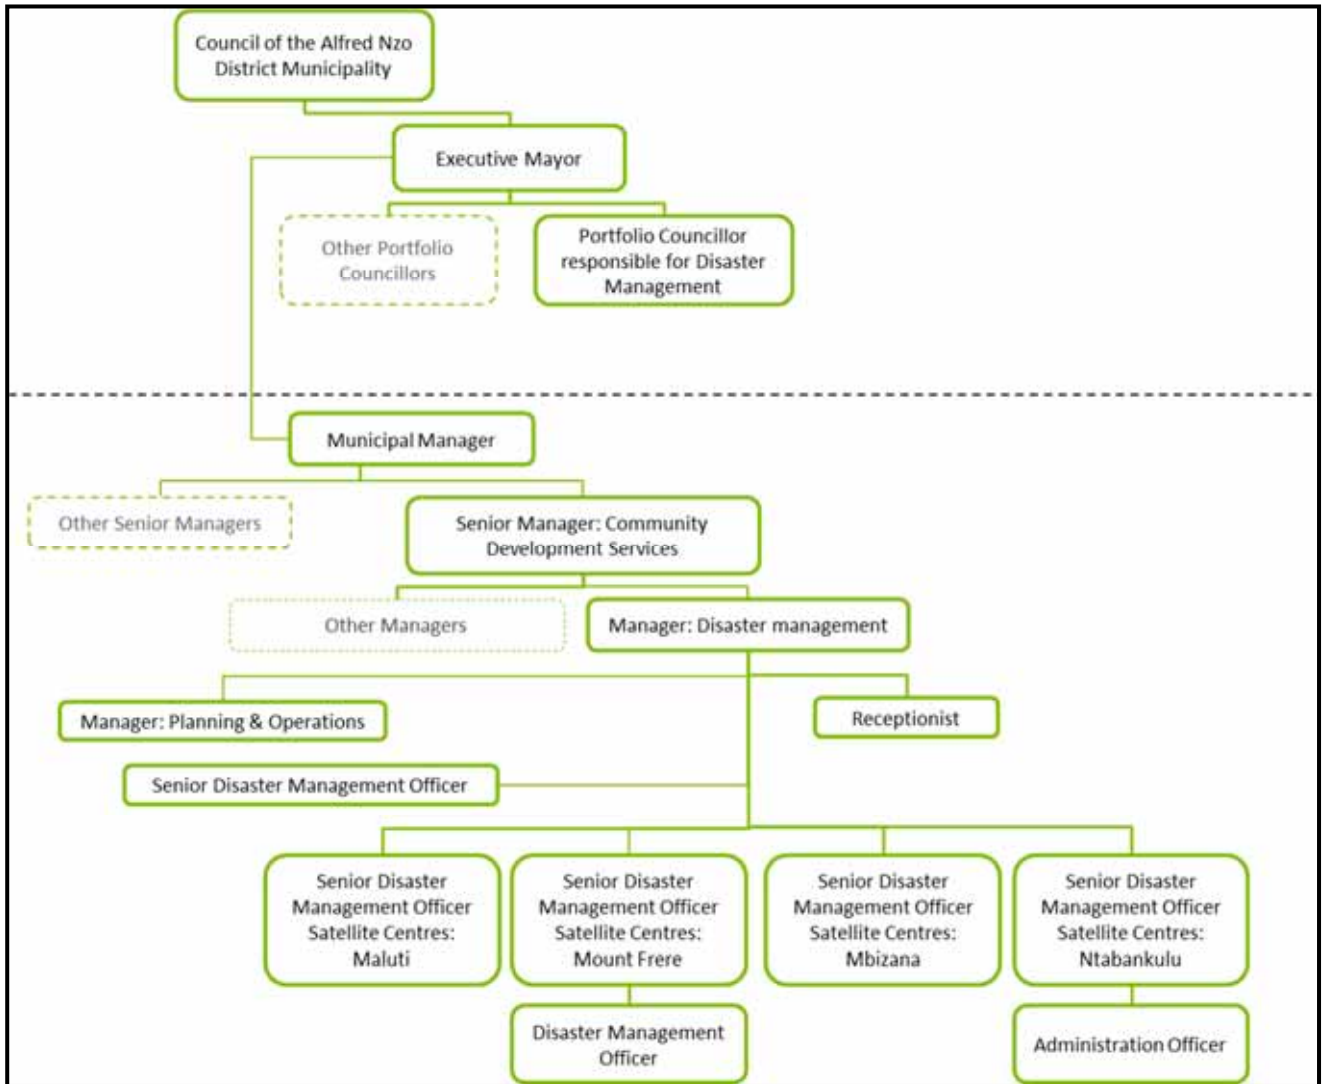 Council of the Alfred Nzo
District Municipality
Executive Mayor
Other Portfolio
Councillors
Portfolio Councillor
responsible for Disaster
Management
Municipal Manager
Other Senior Managers
Senior Manager: Community
Development Services
Other Managers
Manager: Disaster management
Manager: Planning & Operations
Receptionist
Senior Disaster Management Officer
Senior Disaster
Management Officer
Satellite Centres:
Maluti
Senior Disaster
Management Officer
Satellite Centres:
Mount Frere
Senior Disaster
Management Officer
Satellite Centres:
Mbizana
Senior Disaster
Management Officer
Satellite Centres:
Ntabankulu
Disaster Management
Officer
Administration Officer